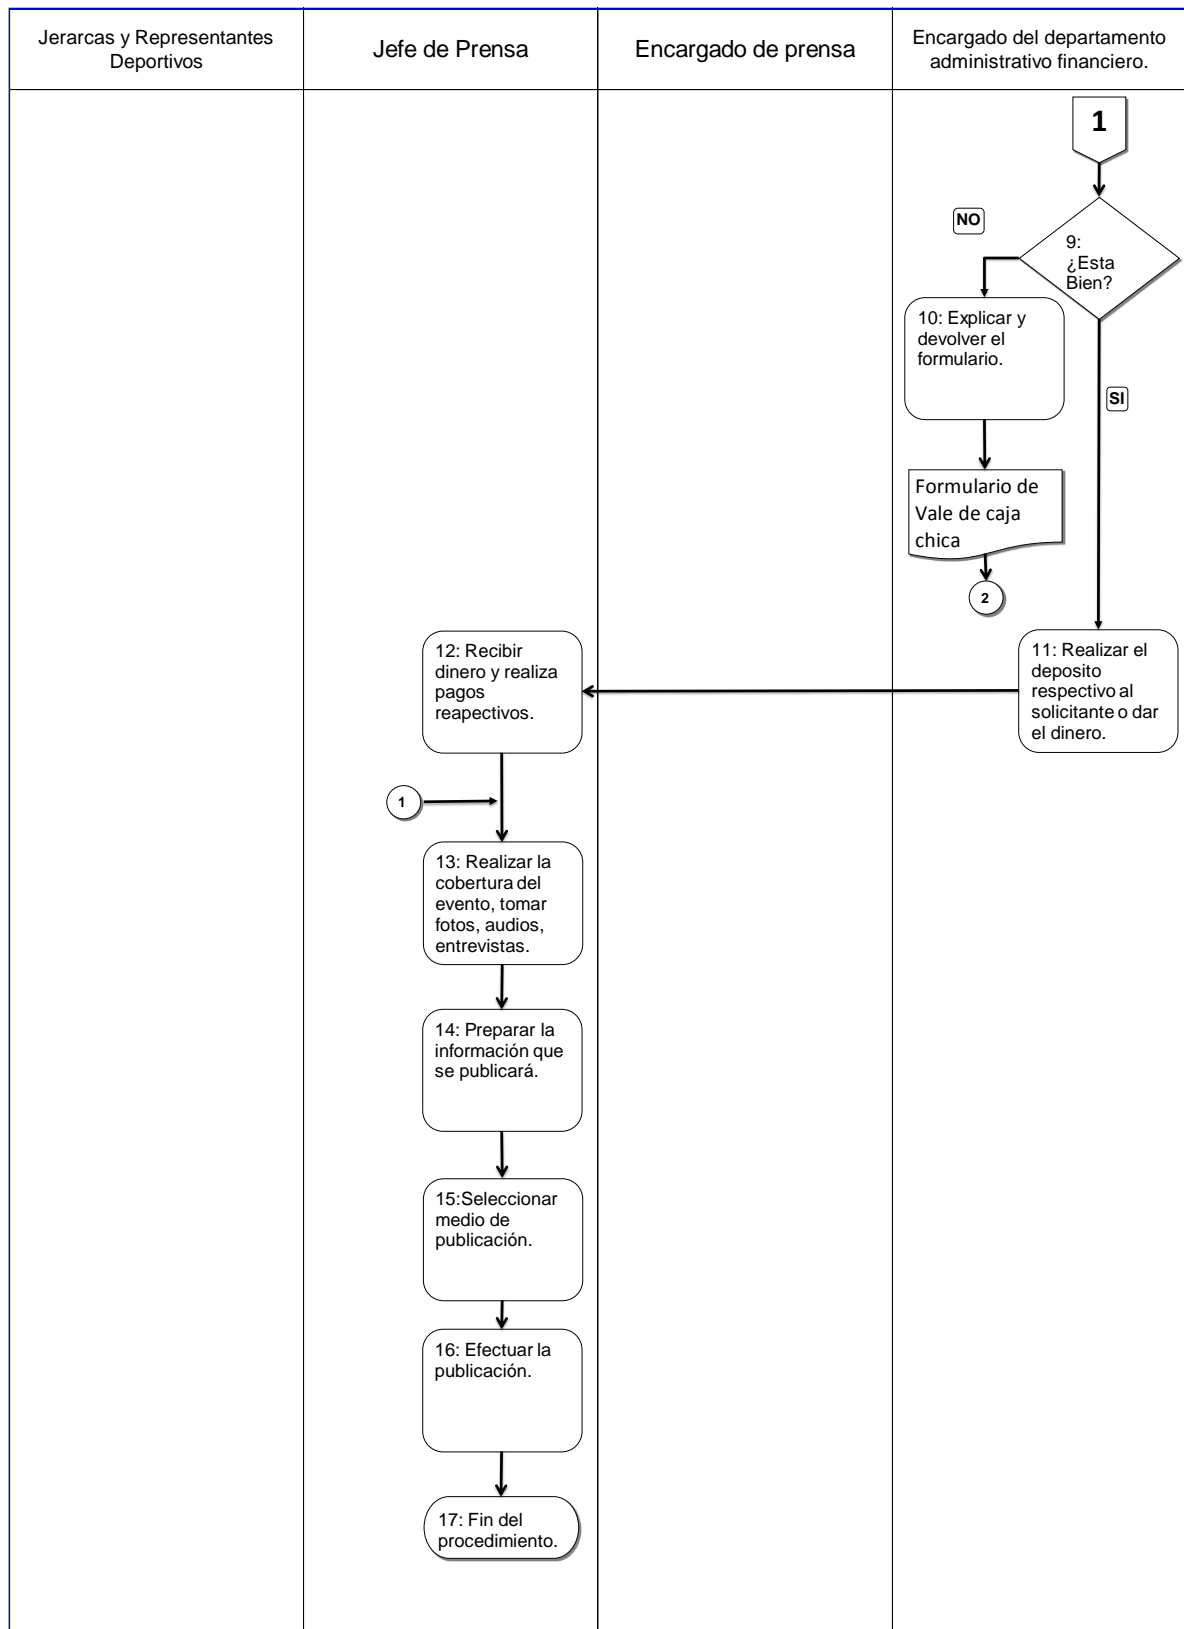 Jerarcas y Representantes
Deportivos
Jefe de Prensa
Encargado de prensa
Encargado del departamento
administrativo financiero.
1
9:
¿Esta
Bien?
NO
10: Explicar y
devolver el
formulario.
SI
Formulario de
Vale de caja
chica
2
11: Realizar el
deposito
respectivo al
solicitante o dar
el dinero.
12: Recibir
dinero y realiza
pagos
reapectivos.
1
13: Realizar la
cobertura del
evento, tomar
fotos, audios,
entrevistas.
14: Preparar la
información que
se publicará.
15:Seleccionar
medio de
publicación.
16: Efectuar la
publicación.
17: Fin del
procedimiento.